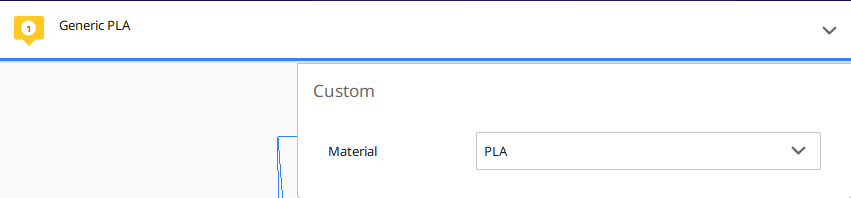 1
Generic PLA
Custom
Material
PLA